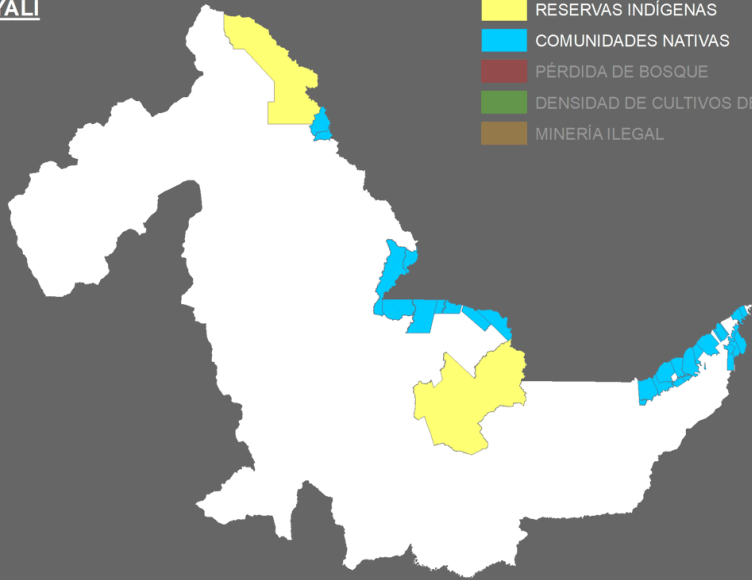 YALI
RESERVAS INDÍGENAS
COMUNIDADES NATIVAS
PÉRDIDA DE BOSQUE
DENSIDAD DE CULTIVOS DE
MINERÍA ILEGAL